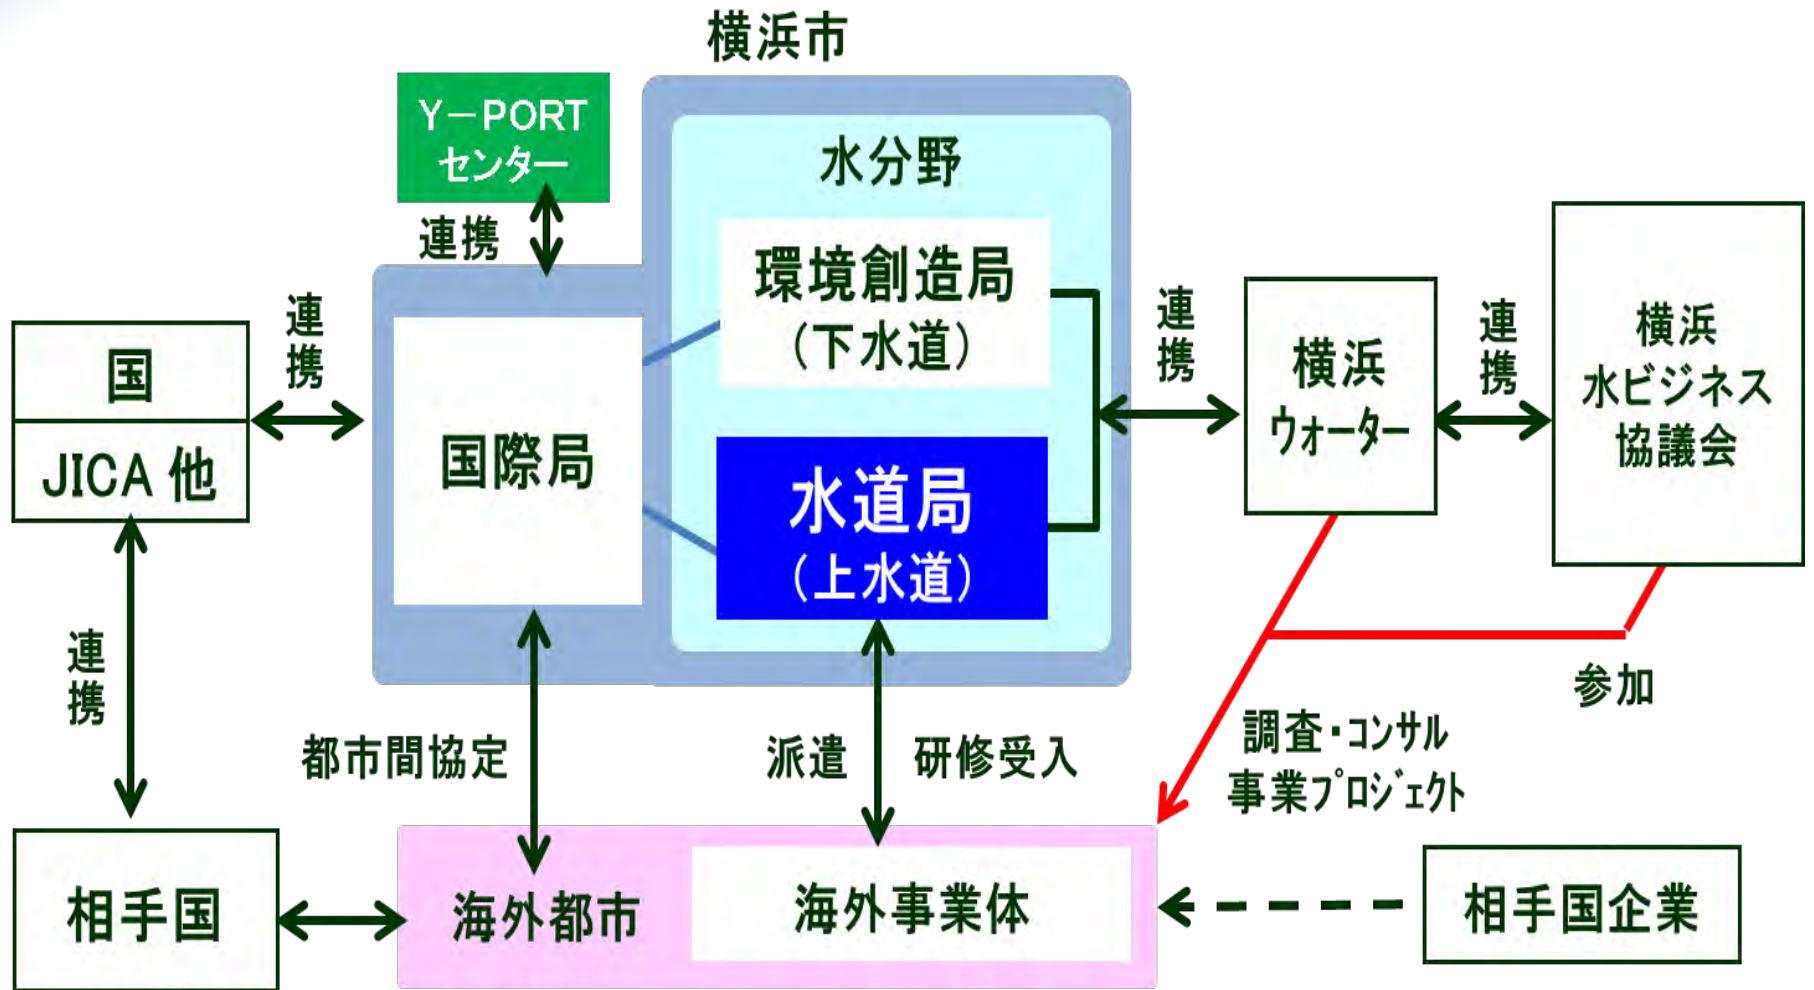 横浜市
Y－PORT
センター
連携
水分野
環境創造局
(下水道)
国際局
水道局
(上水道)
連携
国
JICA 他
連携
横浜
ウォーター
連携
横浜
水ビジネス
協議会
連携
都市間協定
派遣
研修受入
調査・コンサル
事業プロジェクト
参加
相手国
海外都市
海外事業体
相手国企業